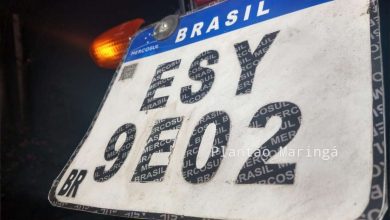 BRASIL
MERCOSUL
ESY
9E02
BR
Plantão Maringá